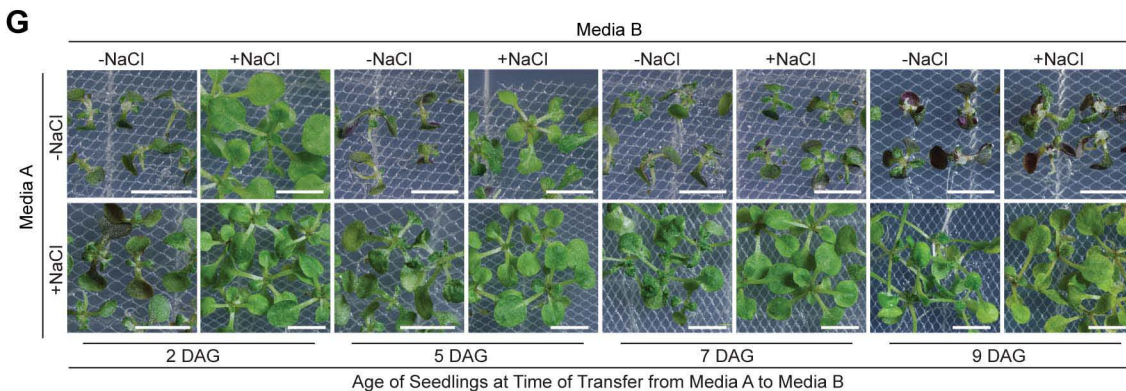 G
Media B
-NaCl +NaCl -NaCl +NaCl -NaCl +NaCl -NaCl +NaCl
Media A
-NaCl
+NaCl
2 DAG 5 DAG 7 DAG 9 DAG
Age of Seedlings at Time of Transfer from Media A to Media B